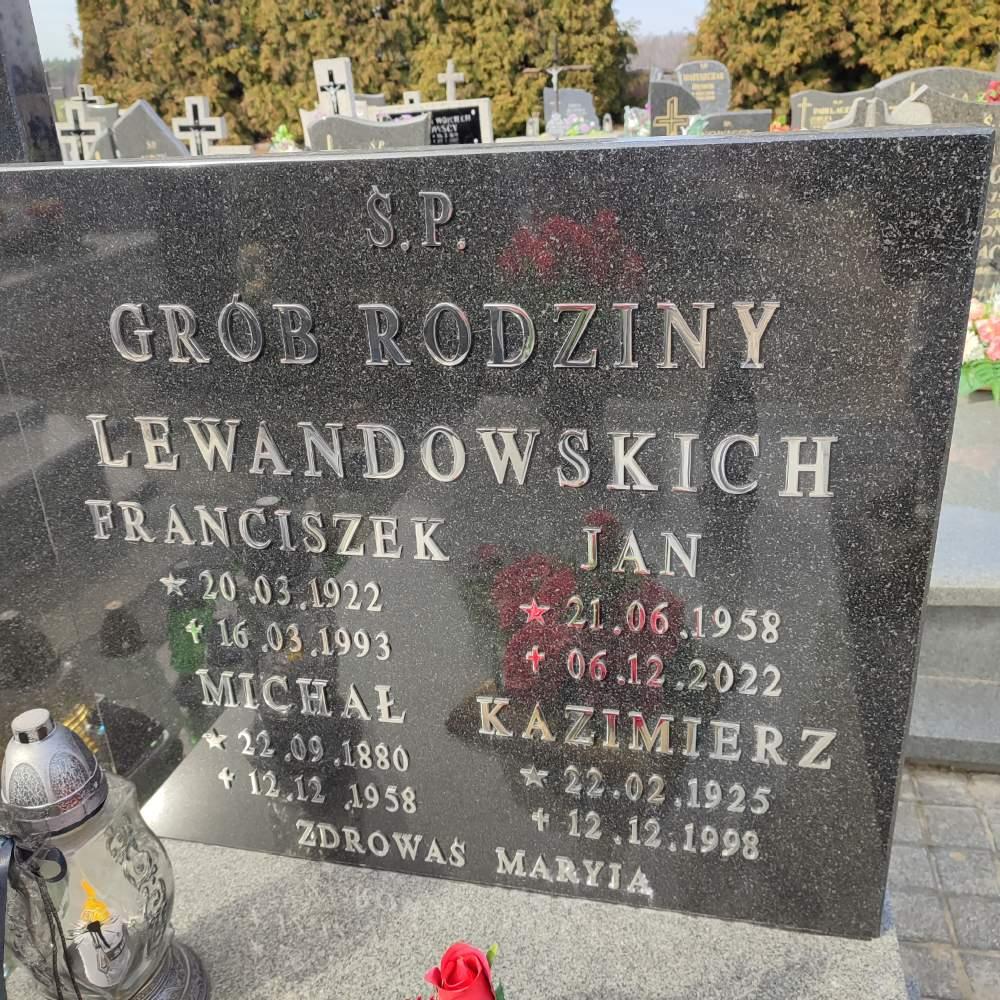 Ś.P.
GRÓB RODZINY
LEWANDOWSKICH
FRANCISZEK
★ 20.03.1922
✝ 16.03.1993
MICHAŁ
★ 22.09.1880
✝ 12.12.1958
JAN
★ 21.06.1958
✝ 06.12.2022
KAZIMIERZ
★ 22.02.1925
✝ 12.12.1998
ZDROWAŚ MARYJA